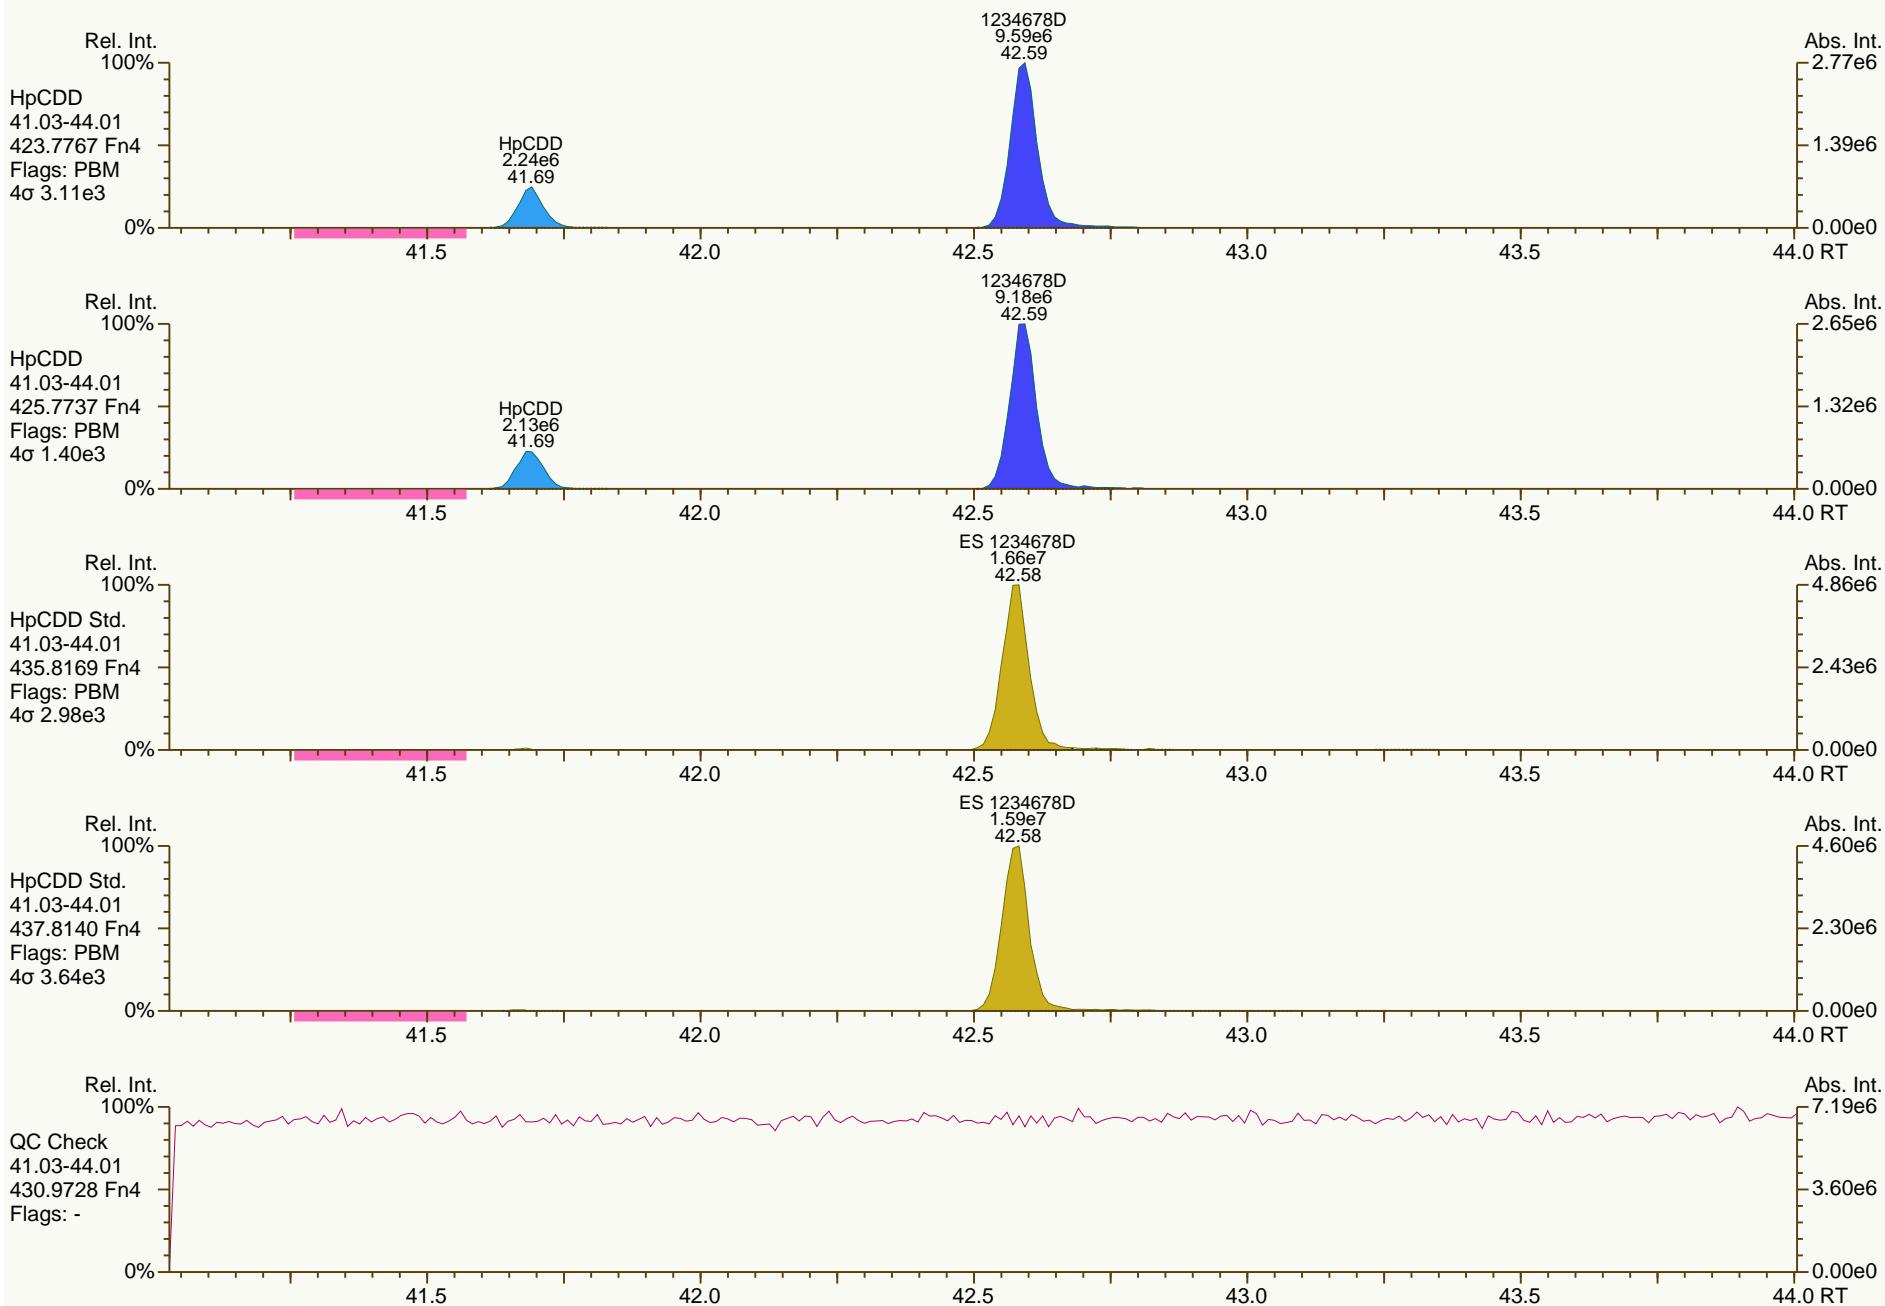 1234678D
9.59e6
42.59
Rel. Int.
Abs. Int.
100%
2.77e6
HpCDD
41.03-44.01
423.7767 Fn4
Flags: PBM
4σ 3.11e3
HpCDD
2.24e6
41.69
1.39e6
0%
0.00e0
41.5 42.0 42.5 43.0 43.5 44.0 RT
1234678D
9.18e6
42.59
Rel. Int.
Abs. Int.
100%
2.65e6
HpCDD
41.03-44.01
425.7737 Fn4
Flags: PBM
4σ 1.40e3
HpCDD
2.13e6
41.69
1.32e6
0%
0.00e0
41.5 42.0 42.5 43.0 43.5 44.0 RT
ES 1234678D
1.66e7
42.58
Rel. Int.
Abs. Int.
100%
4.86e6
HpCDD Std.
41.03-44.01
435.8169 Fn4
Flags: PBM
4σ 2.98e3
2.43e6
0%
0.00e0
41.5 42.0 42.5 43.0 43.5 44.0 RT
ES 1234678D
1.59e7
42.58
Rel. Int.
Abs. Int.
100%
4.60e6
HpCDD Std.
41.03-44.01
437.8140 Fn4
Flags: PBM
4σ 3.64e3
2.30e6
0%
0.00e0
41.5 42.0 42.5 43.0 43.5 44.0 RT
Rel. Int.
Abs. Int.
100%
7.19e6
QC Check
41.03-44.01
430.9728 Fn4
Flags: -
3.60e6
0%
0.00e0
41.5 42.0 42.5 43.0 43.5 44.0 RT